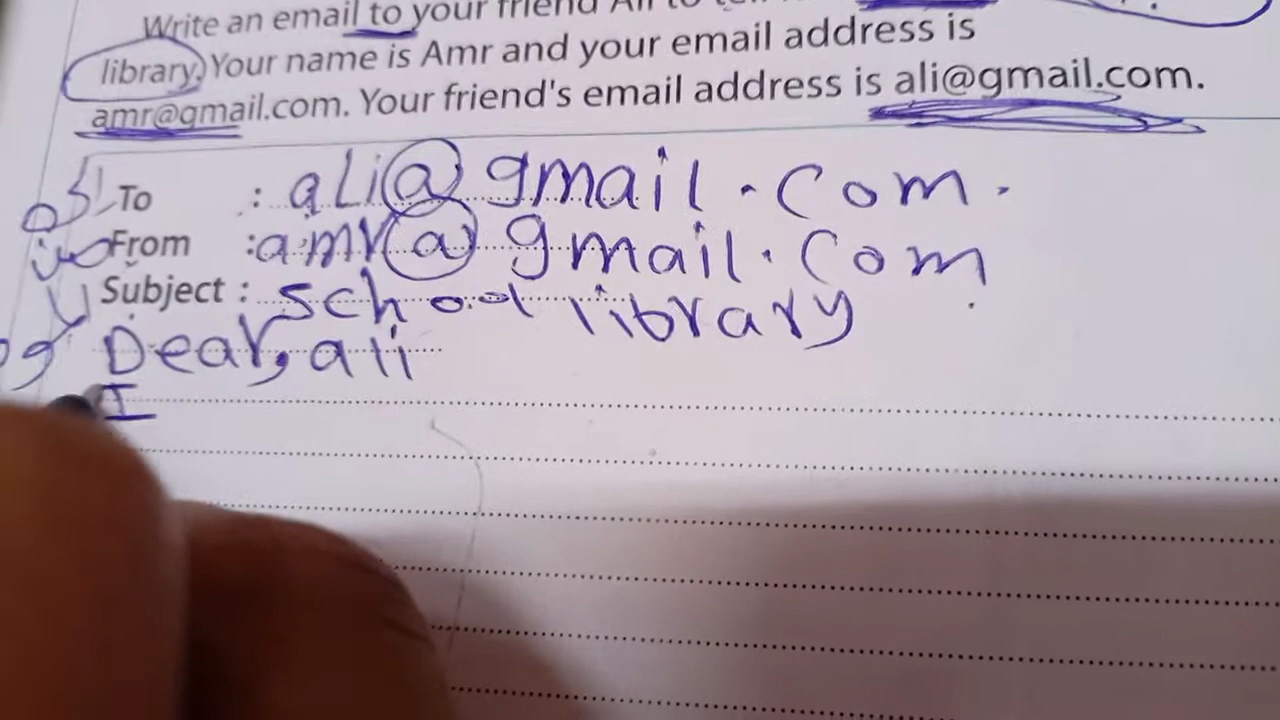 Write an email to your friend Ali to
library. Your name is Amr and your email address is
amr@gmail.com. Your friend's email address is ali@gmail.com.
To : ali@gmail.com.
From : amr@gmail.com
Subject : school library
Dear, ali
I